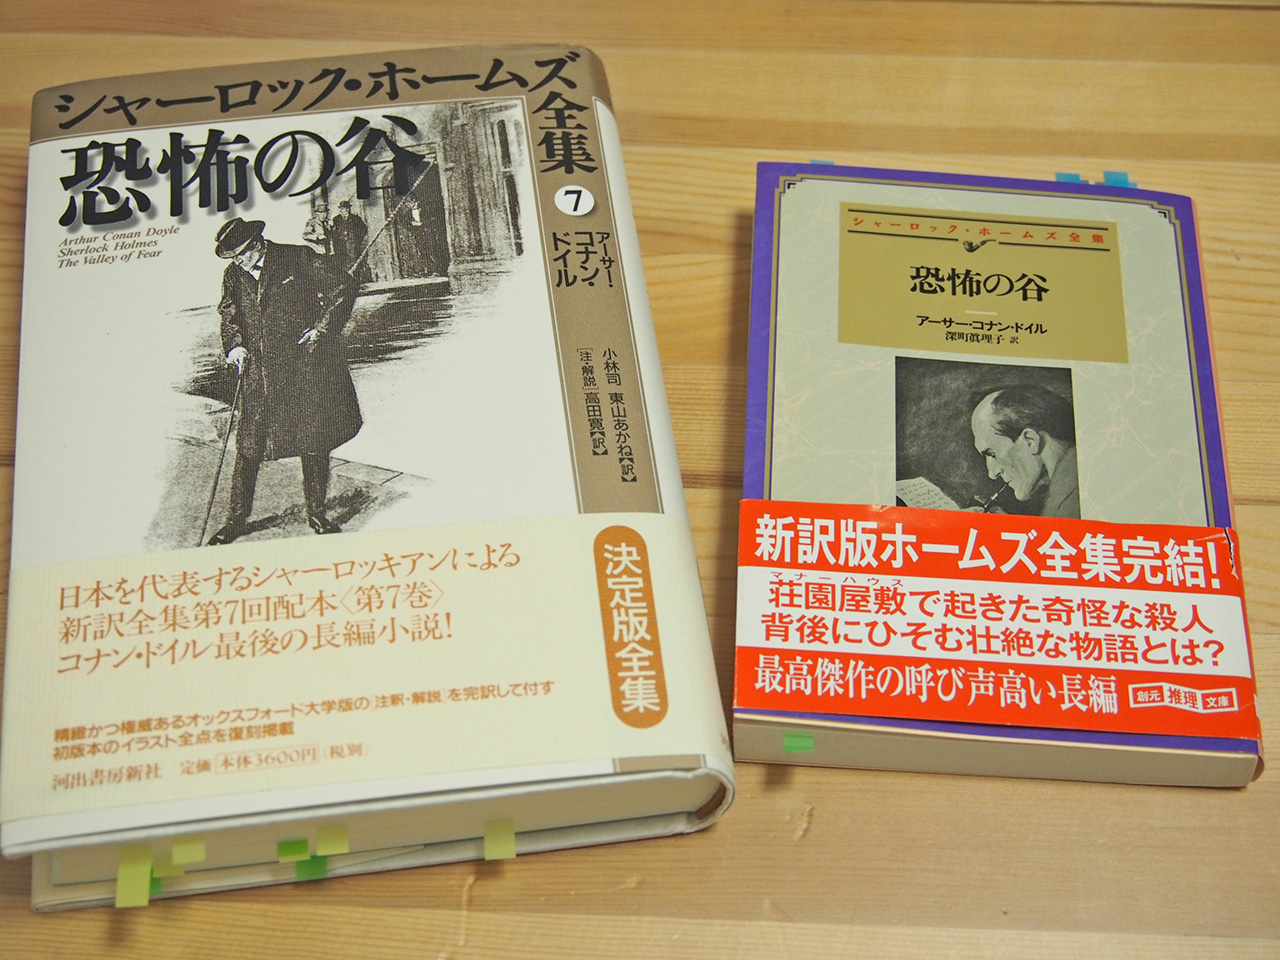 シャーロック・ホームズ全集
7
恐怖の谷
Arthur Conan Doyle
Sherlock Holmes
The Valley of Fear
アーサー・コナン・ドイル
小林司 東山あかね【訳】
[注・解説]高田寛【訳】
日本を代表するシャーロッキアンによる
新訳全集第7回配本〈第7巻〉
コナン・ドイル最後の長編小説!
決定版全集
精緻かつ権威あるオックスフォード大学版の[注釈・解説]を完訳して付す
初版本のイラスト全点を復刻掲載
河出書房新社 定価 本体3600円(税別)
シャーロック・ホームズ全集
恐怖の谷
アーサー・コナン・ドイル
深町眞理子 訳
新訳版ホームズ全集完結!
マナーハウス
荘園屋敷で起きた奇怪な殺人
背後にひそむ壮絶な物語とは?
最高傑作の呼び声高い長編 創元推理文庫